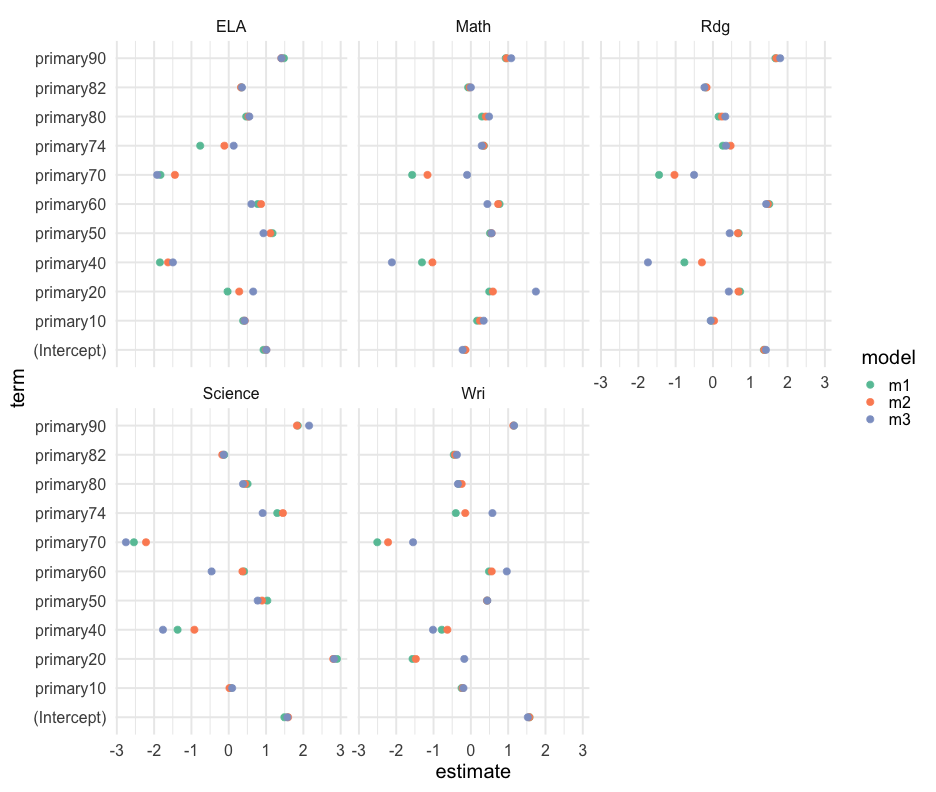 ELA Math Rdg
primary90
primary82
primary80
primary74
primary70
primary60
primary50
primary40
primary20
primary10
(Intercept)
-3 -2 -1 0 1 2 3
term
Science Wri
primary90
primary82
primary80
primary74
primary70
primary60
primary50
primary40
primary20
primary10
(Intercept)
-3 -2 -1 0 1 2 3 -3 -2 -1 0 1 2 3
estimate
model
m1
m2
m3